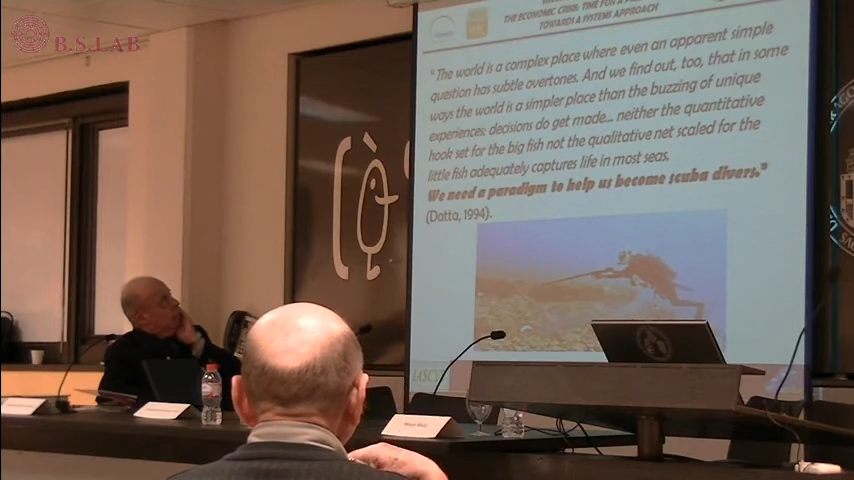 B.S.LAB
THE ECONOMIC CRISIS: TIME FOR A
TOWARDS A SYSTEMS APPROACH
"The world is a complex place where even an apparent simple
question has subtle overtones. And we find out, too, that in some
ways the world is a simpler place than the buzzing of unique
experiences: decisions do get made... neither the quantitative
hook set for the big fish nor the qualitative net scaled for the
little fish adequately captures life in most seas.
We need a paradigm to help us become scuba divers."
(Datta, 1994).